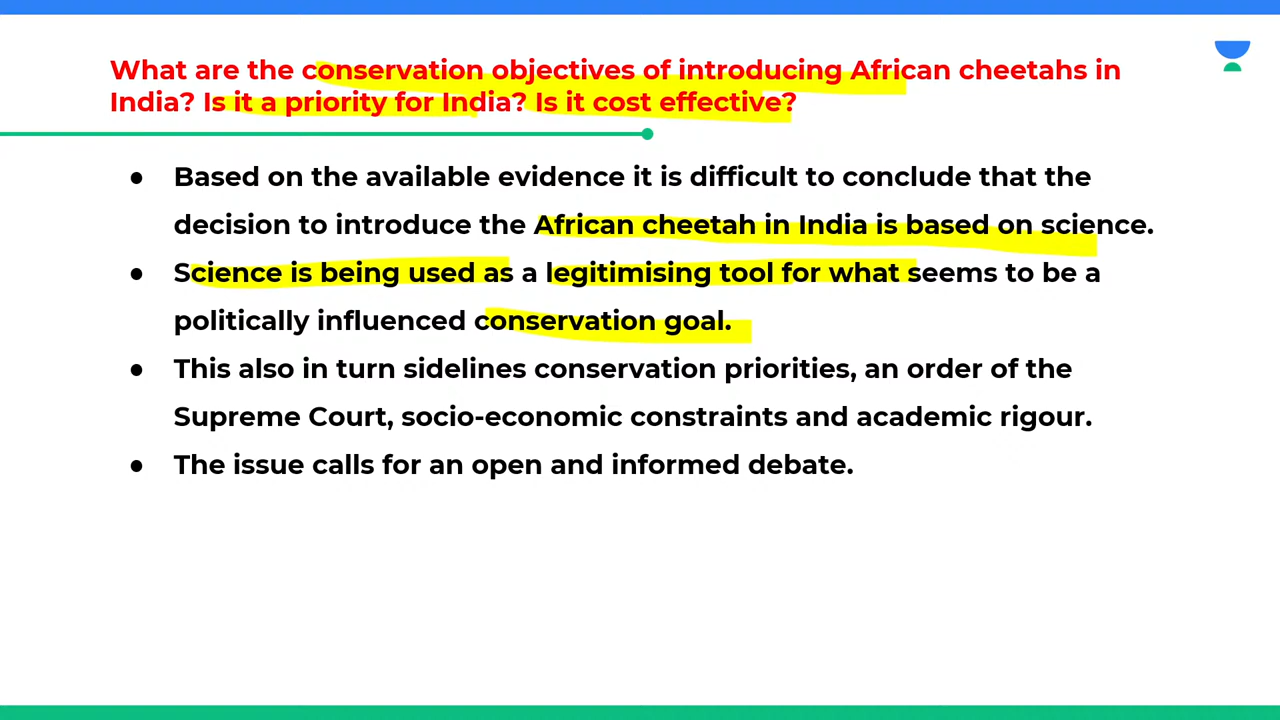 What are the conservation objectives of introducing African cheetahs in
India? Is it a priority for India? Is it cost effective?
● Based on the available evidence it is difficult to conclude that the
decision to introduce the African cheetah in India is based on science.
● Science is being used as a legitimising tool for what seems to be a
politically influenced conservation goal.
● This also in turn sidelines conservation priorities, an order of the
Supreme Court, socio-economic constraints and academic rigour.
● The issue calls for an open and informed debate.